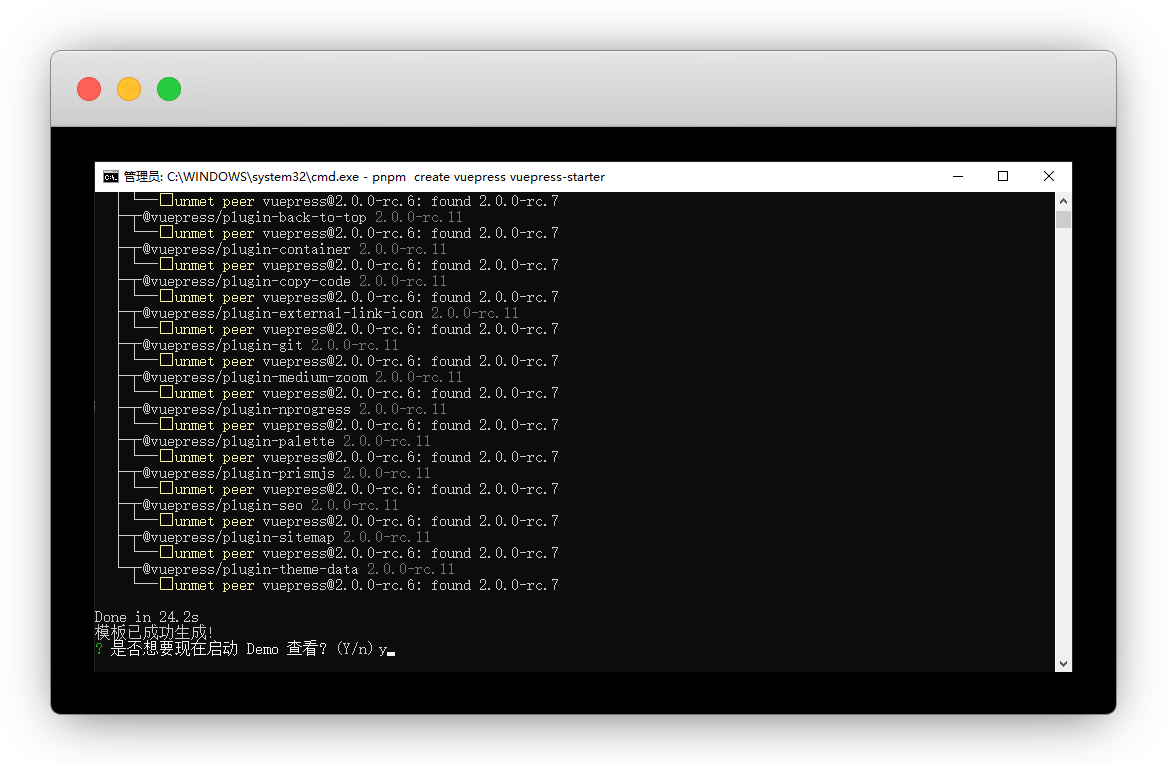 管理员: C:\WINDOWS\system32\cmd.exe - pnpm  create vuepress vuepress-starter
unmet peer vuepress@2.0.0-rc.6: found 2.0.0-rc.7
@vuepress/plugin-back-to-top 2.0.0-rc.11
unmet peer vuepress@2.0.0-rc.6: found 2.0.0-rc.7
@vuepress/plugin-container 2.0.0-rc.11
unmet peer vuepress@2.0.0-rc.6: found 2.0.0-rc.7
@vuepress/plugin-copy-code 2.0.0-rc.11
unmet peer vuepress@2.0.0-rc.6: found 2.0.0-rc.7
@vuepress/plugin-external-link-icon 2.0.0-rc.11
unmet peer vuepress@2.0.0-rc.6: found 2.0.0-rc.7
@vuepress/plugin-git 2.0.0-rc.11
unmet peer vuepress@2.0.0-rc.6: found 2.0.0-rc.7
@vuepress/plugin-medium-zoom 2.0.0-rc.11
unmet peer vuepress@2.0.0-rc.6: found 2.0.0-rc.7
@vuepress/plugin-nprogress 2.0.0-rc.11
unmet peer vuepress@2.0.0-rc.6: found 2.0.0-rc.7
@vuepress/plugin-palette 2.0.0-rc.11
unmet peer vuepress@2.0.0-rc.6: found 2.0.0-rc.7
@vuepress/plugin-prismjs 2.0.0-rc.11
unmet peer vuepress@2.0.0-rc.6: found 2.0.0-rc.7
@vuepress/plugin-seo 2.0.0-rc.11
unmet peer vuepress@2.0.0-rc.6: found 2.0.0-rc.7
@vuepress/plugin-sitemap 2.0.0-rc.11
unmet peer vuepress@2.0.0-rc.6: found 2.0.0-rc.7
@vuepress/plugin-theme-data 2.0.0-rc.11
unmet peer vuepress@2.0.0-rc.6: found 2.0.0-rc.7
Done in 24.2s
模板已成功生成!
? 是否想要现在启动 Demo 查看? (Y/n) y